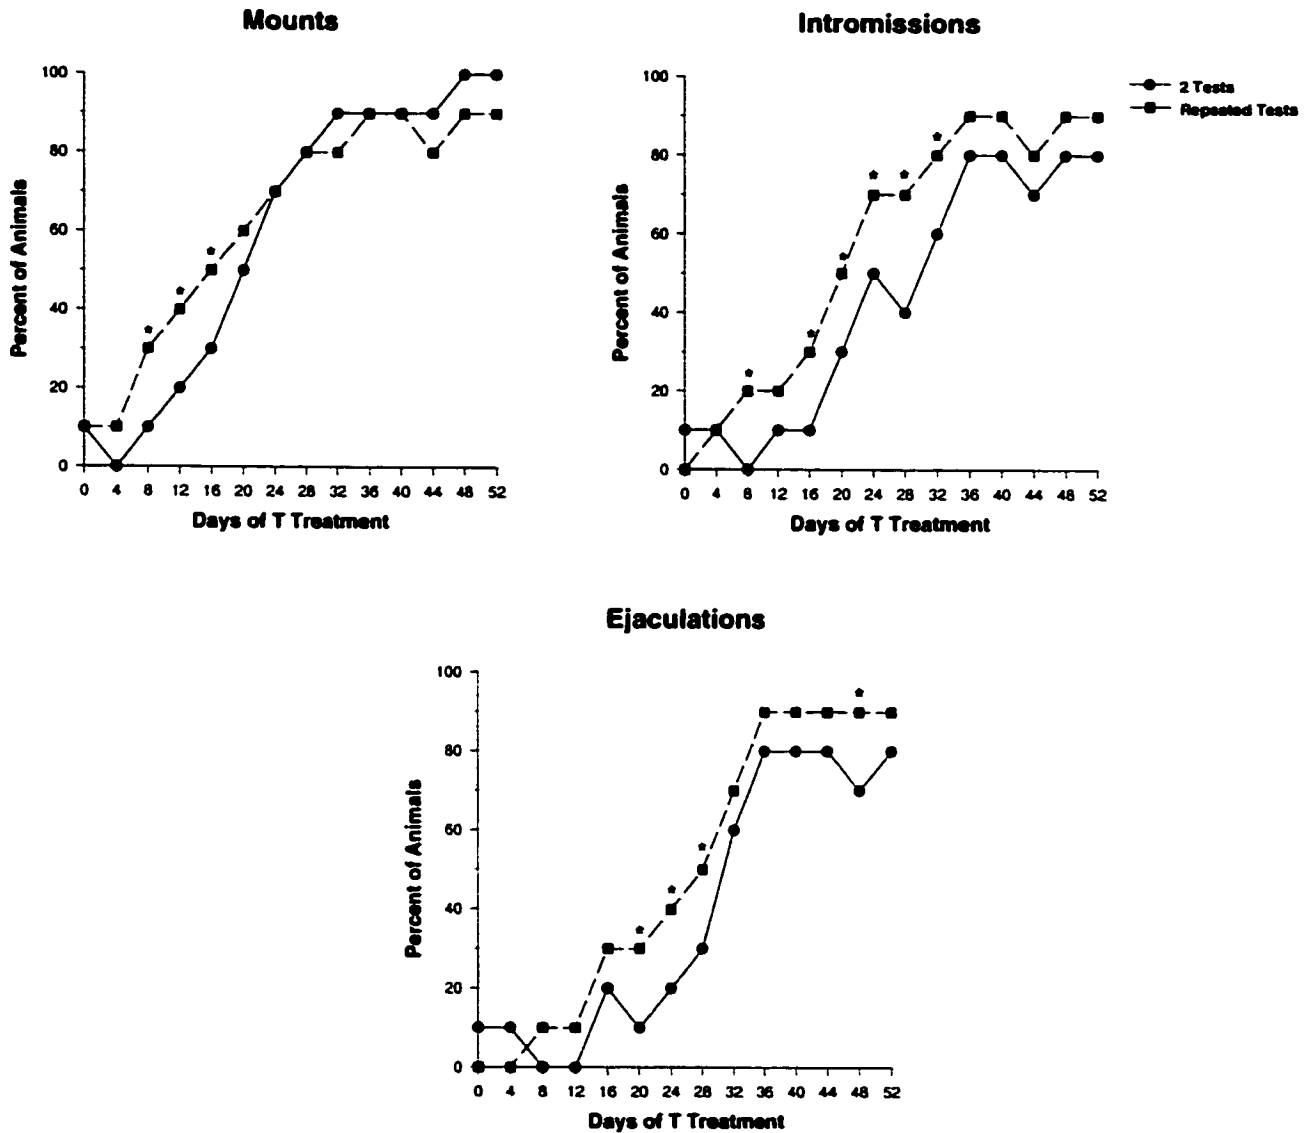 Mounts
100
80
60
40
20
0
Percent of Animals
0 4 8 12 16 20 24 28 32 36 40 44 48 52
Days of T Treatment
Intromissions
100
80
60
40
20
0
Percent of Animals
0 4 8 12 16 20 24 28 32 36 40 44 48 52
Days of T Treatment
2 Tests
Repeated Tests
Ejaculations
100
80
60
40
20
0
Percent of Animals
0 4 8 12 16 20 24 28 32 36 40 44 48 52
Days of T Treatment